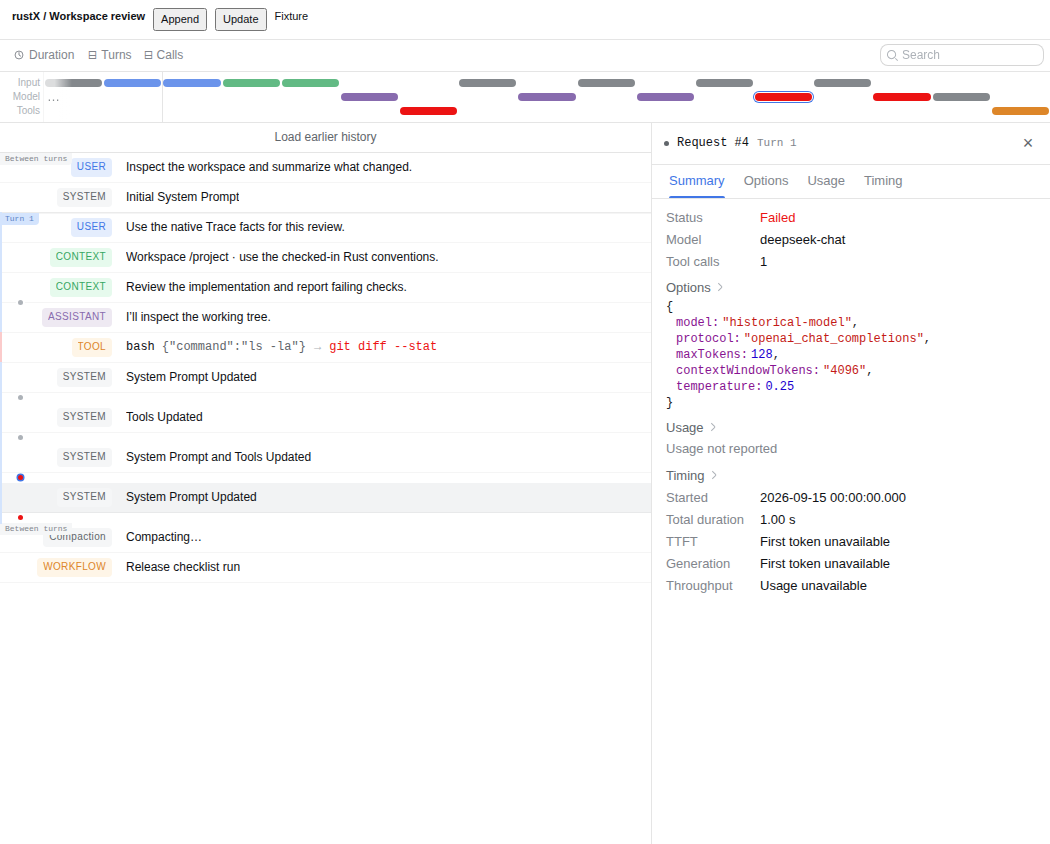 rustX / Workspace review Append Update Fixture
Duration Turns Calls Search
Input
Model ...
Tools
Load earlier history
Between turns
USER Inspect the workspace and summarize what changed.
SYSTEM Initial System Prompt
Turn 1
USER Use the native Trace facts for this review.
CONTEXT Workspace /project · use the checked-in Rust conventions.
CONTEXT Review the implementation and report failing checks.
ASSISTANT I'll inspect the working tree.
TOOL bash {"command":"ls -la"} → git diff --stat
SYSTEM System Prompt Updated
SYSTEM Tools Updated
SYSTEM System Prompt and Tools Updated
SYSTEM System Prompt Updated
Between turns
Compaction Compacting…
WORKFLOW Release checklist run
Request #4 Turn 1 ×
Summary Options Usage Timing
Status Failed
Model deepseek-chat
Tool calls 1
Options
{
model: "historical-model",
protocol: "openai_chat_completions",
maxTokens: 128,
contextWindowTokens: "4096",
temperature: 0.25
}
Usage
Usage not reported
Timing
Started 2026-09-15 00:00:00.000
Total duration 1.00 s
TTFT First token unavailable
Generation First token unavailable
Throughput Usage unavailable